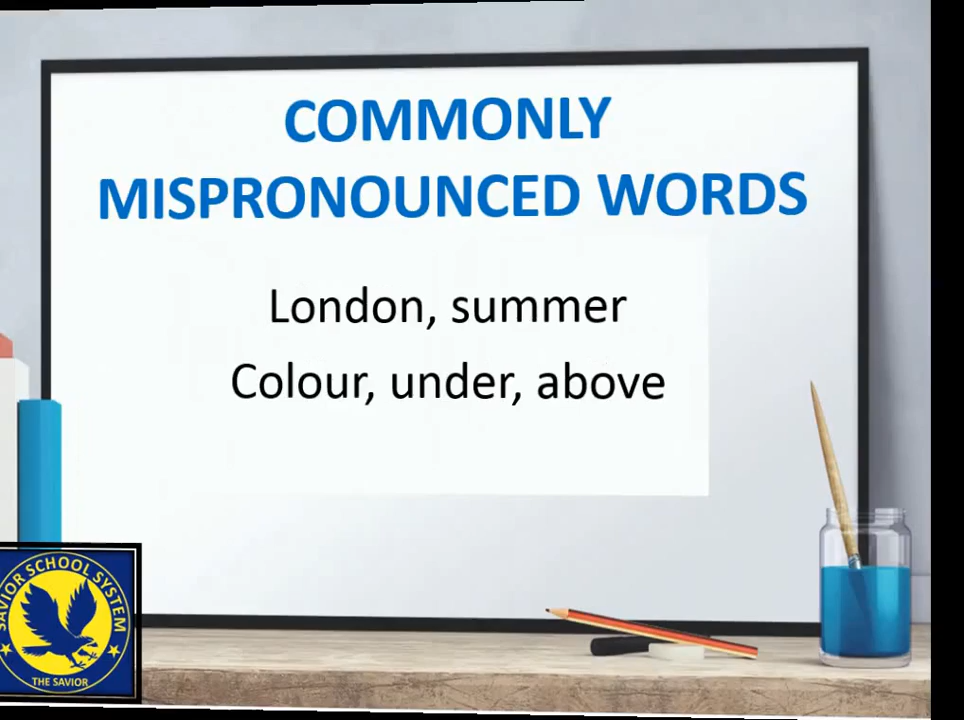 COMMONLY
MISPRONOUNCED WORDS
London, summer
Colour, under, above
SAVIOR SCHOOL SYSTEM
THE SAVIOR